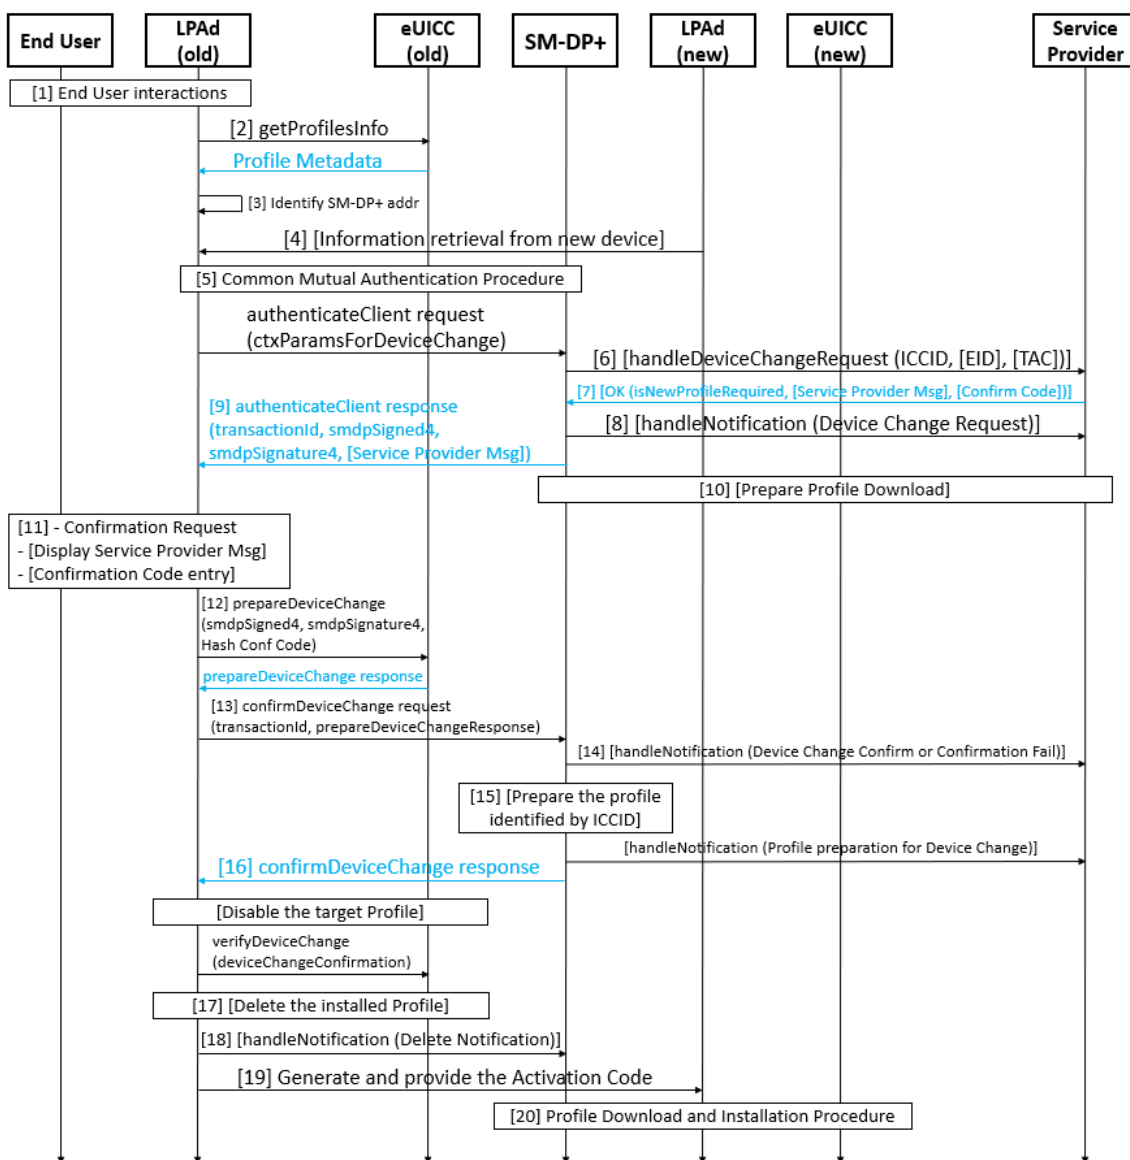 End User
LPAd
(old)
eUICC
(old)
SM-DP+
LPAd
(new)
eUICC
(new)
Service
Provider
[1] End User interactions
[2] getProfilesInfo
Profile Metadata
[3] Identify SM-DP+ addr
[4] [Information retrieval from new device]
[5] Common Mutual Authentication Procedure
authenticateClient request
(ctxParamsForDeviceChange)
[6] [handleDeviceChangeRequest (ICCID, [EID], [TAC])]
[7] [OK (isNewProfileRequired, [Service Provider Msg], [Confirm Code])]
[8] [handleNotification (Device Change Request)]
[9] authenticateClient response
(transactionId, smdpSigned4,
smdpSignature4, [Service Provider Msg])
[10] [Prepare Profile Download]
[11] - Confirmation Request
- [Display Service Provider Msg]
- [Confirmation Code entry]
[12] prepareDeviceChange
(smdpSigned4, smdpSignature4,
Hash Conf Code)
prepareDeviceChange response
[13] confirmDeviceChange request
(transactionId, prepareDeviceChangeResponse)
[14] [handleNotification (Device Change Confirm or Confirmation Fail)]
[15] [Prepare the profile
identified by ICCID]
[handleNotification (Profile preparation for Device Change)]
[16] confirmDeviceChange response
[Disable the target Profile]
verifyDeviceChange
(deviceChangeConfirmation)
[17] [Delete the installed Profile]
[18] [handleNotification (Delete Notification)]
[19] Generate and provide the Activation Code
[20] Profile Download and Installation Procedure